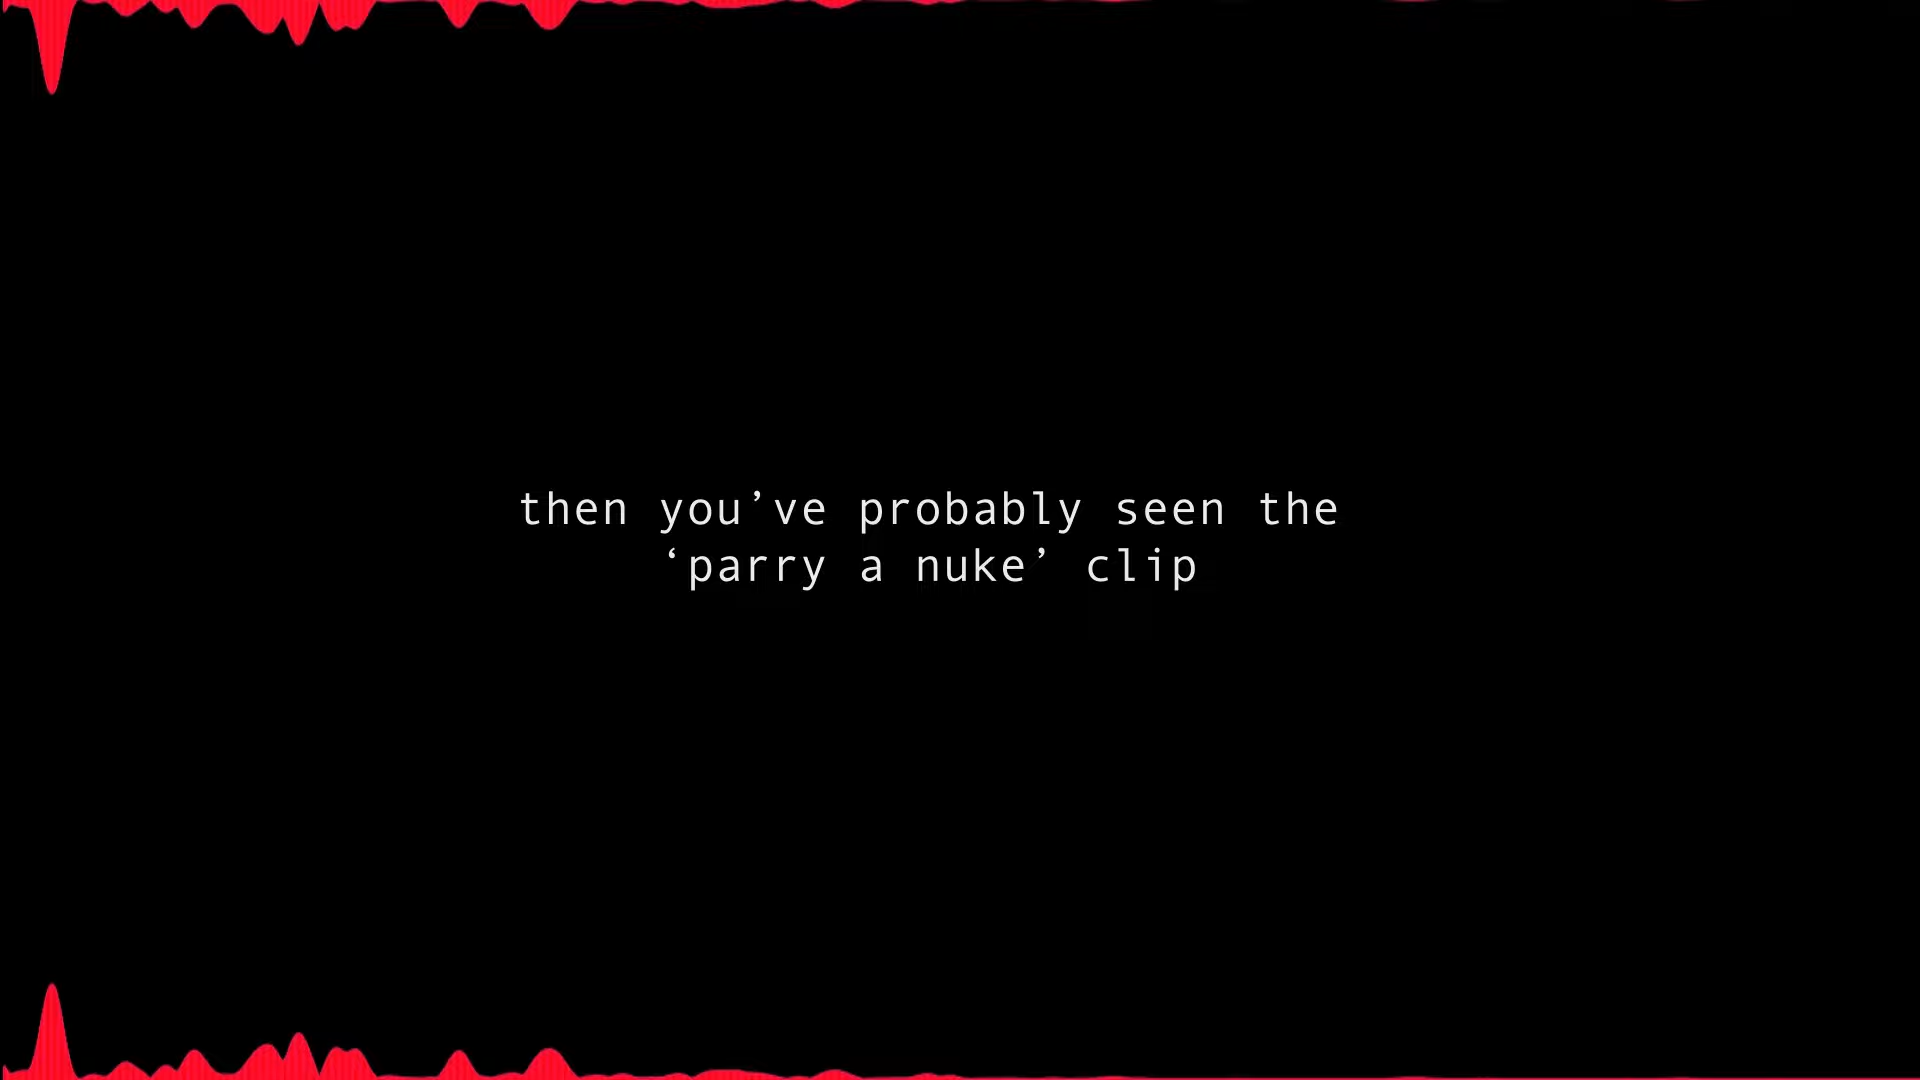 then you’ve probably seen the
‘parry a nuke’ clip